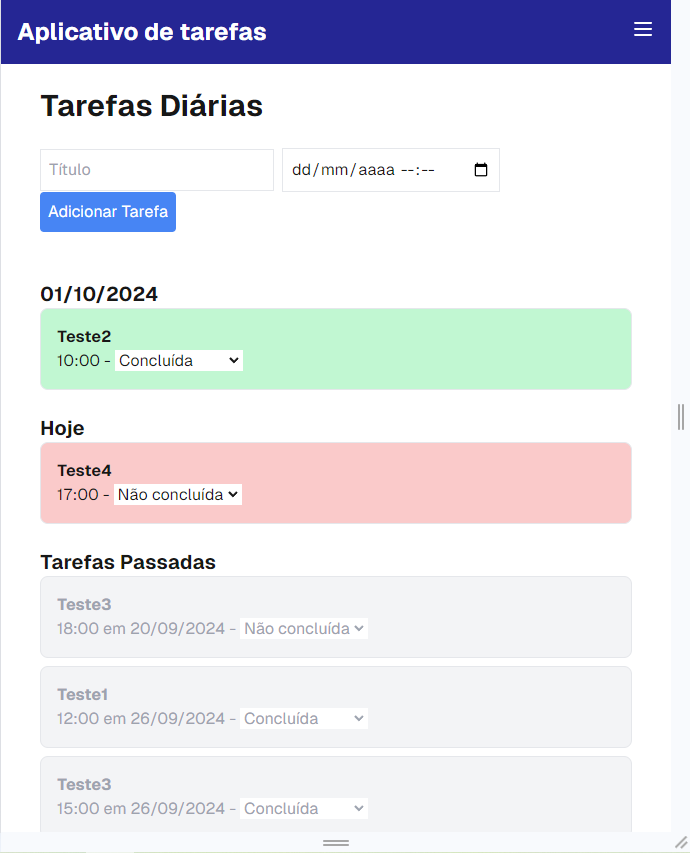 Aplicativo de tarefas
Tarefas Diárias
Título
dd/mm/aaaa --:--
Adicionar Tarefa
01/10/2024
Teste2
10:00 - Concluída
Hoje
Teste4
17:00 - Não concluída
Tarefas Passadas
Teste3
18:00 em 20/09/2024 - Não concluída
Teste1
12:00 em 26/09/2024 - Concluída
Teste3
15:00 em 26/09/2024 - Concluída